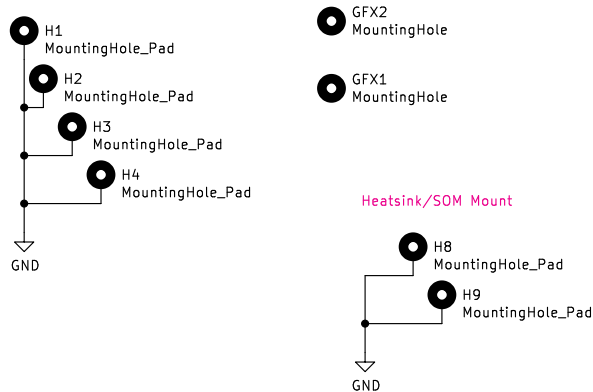 H1
MountingHole_Pad
H2
MountingHole_Pad
H3
MountingHole_Pad
H4
MountingHole_Pad
GND
GFX2
MountingHole
GFX1
MountingHole
Heatsink/SOM Mount
H8
MountingHole_Pad
H9
MountingHole_Pad
GND